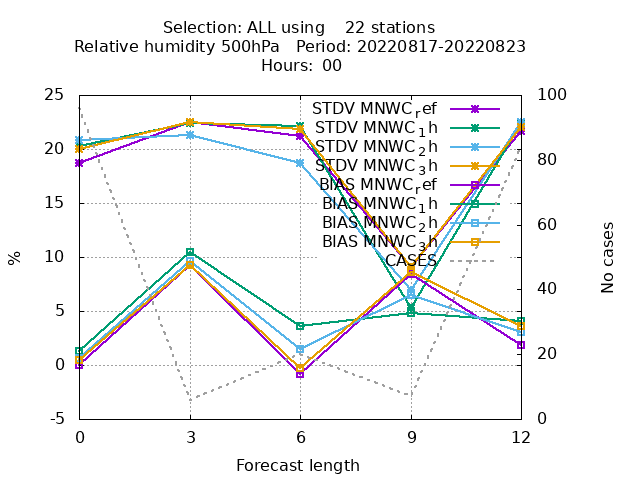 Selection: ALL using    22 stations
Relative humidity 500hPa   Period: 20220817-20220823
Hours: 00
25
20
15
10
5
0
-5
%
100
80
60
40
20
0
No cases
STDV MNWC_ref
STDV MNWC_1h
STDV MNWC_2h
STDV MNWC_3h
BIAS MNWC_ref
BIAS MNWC_1h
BIAS MNWC_2h
BIAS MNWC_3h
CASES
0 3 6 9 12
Forecast length